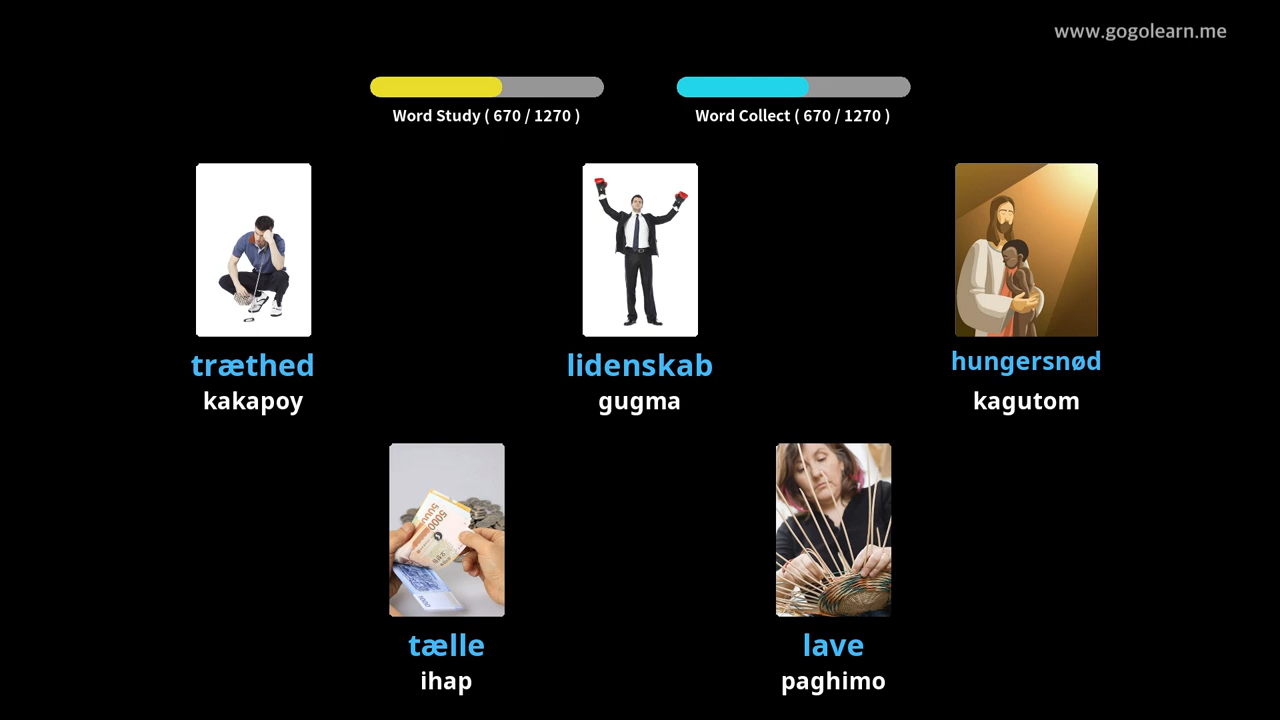 www.gogolearn.me
Word Study ( 670 / 1270 )
Word Collect ( 670 / 1270 )
træthed
kakapoy
lidenskab
gugma
hungersnød
kagutom
5000
tælle
ihap
lave
paghimo